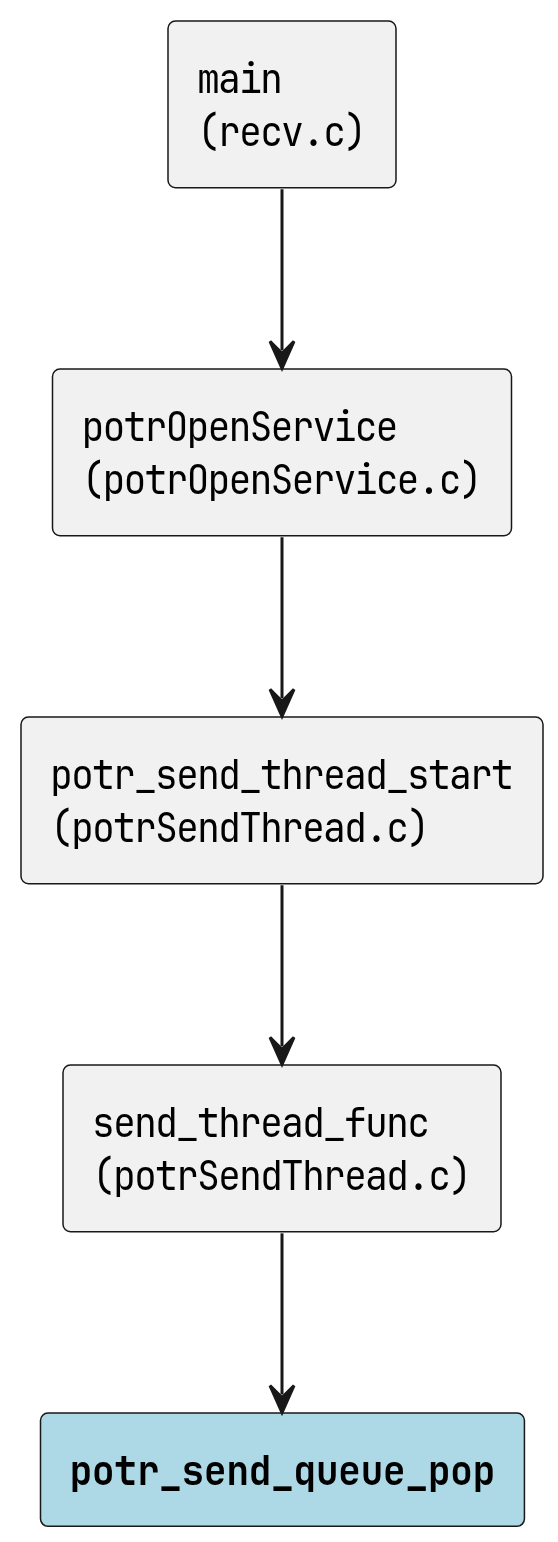 main
(recv.c)
potrOpenService
(potrOpenService.c)
potr_send_thread_start
(potrSendThread.c)
send_thread_func
(potrSendThread.c)
potr_send_queue_pop